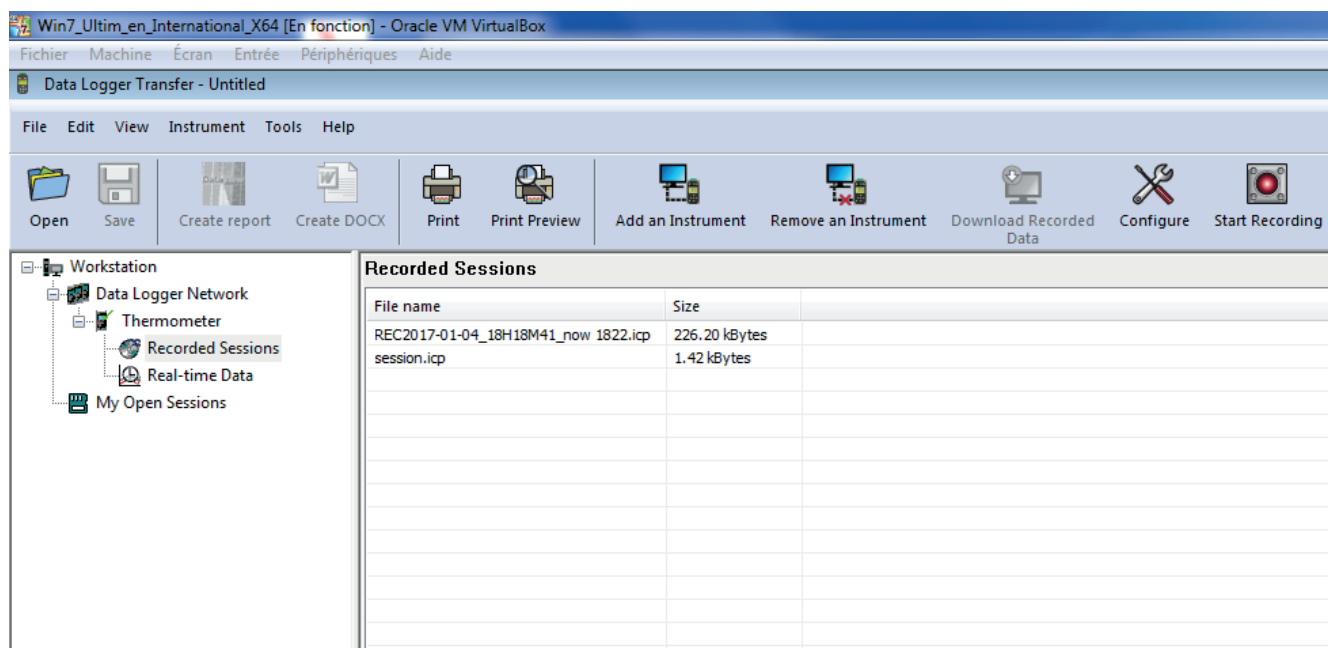 Win7_Ultim_en_International_X64 [En fonction] - Oracle VM VirtualBox
Fichier Machine Écran Entrée Périphériques Aide
Data Logger Transfer - Untitled
File Edit View Instrument Tools Help
Open Save Create report Create DOCX Print Print Preview Add an Instrument Remove an Instrument Download Recorded Configure Start Recording
Data
Workstation
Data Logger Network
Thermometer
Recorded Sessions
Real-time Data
My Open Sessions
Recorded Sessions
File name Size
REC2017-01-04_18H18M41_now 1822.icp 226.20 kBytes
session.icp 1.42 kBytes